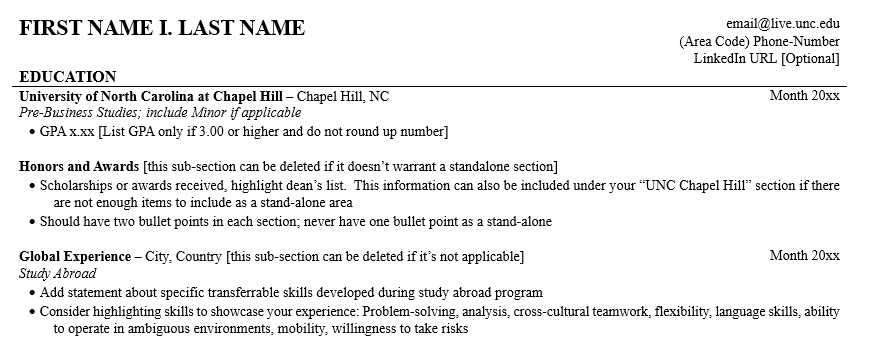 FIRST NAME I. LAST NAME
email@live.unc.edu
(Area Code) Phone-Number
LinkedIn URL [Optional]
EDUCATION
University of North Carolina at Chapel Hill – Chapel Hill, NC Month 20xx
Pre-Business Studies; include Minor if applicable
• GPA x.xx [List GPA only if 3.00 or higher and do not round up number]
Honors and Awards [this sub-section can be deleted if it doesn’t warrant a standalone section]
• Scholarships or awards received, highlight dean’s list.  This information can also be included under your “UNC Chapel Hill” section if there
are not enough items to include as a stand-alone area
• Should have two bullet points in each section; never have one bullet point as a stand-alone
Global Experience – City, Country [this sub-section can be deleted if it’s not applicable] Month 20xx
Study Abroad
• Add statement about specific transferrable skills developed during study abroad program
• Consider highlighting skills to showcase your experience: Problem-solving, analysis, cross-cultural teamwork, flexibility, language skills, ability
to operate in ambiguous environments, mobility, willingness to take risks